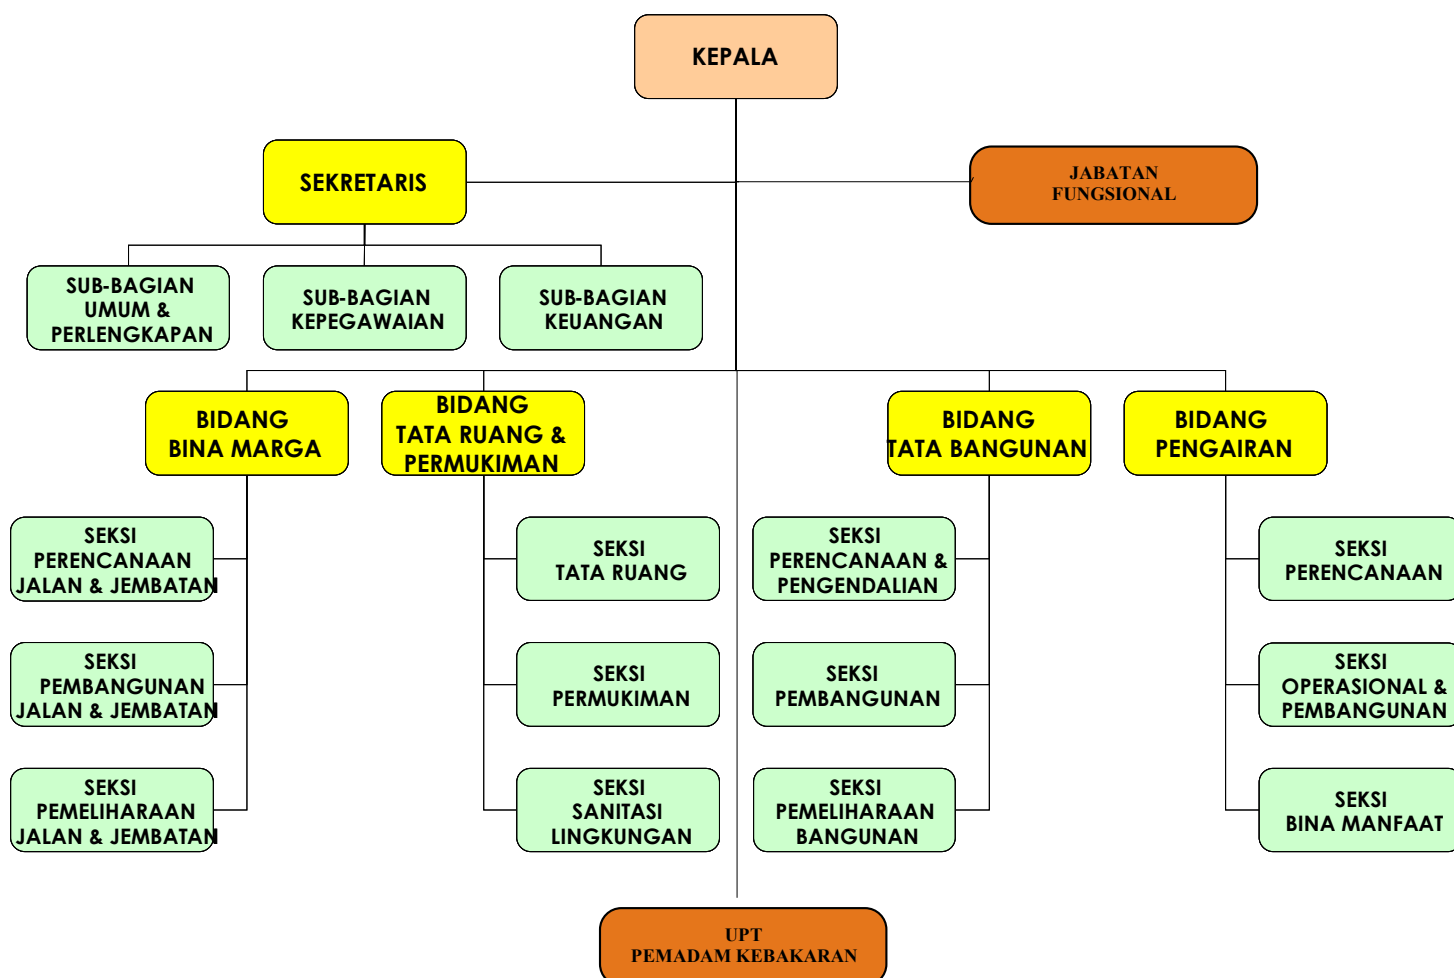 KEPALA
SEKRETARIS
JABATAN
FUNGSIONAL
SUB-BAGIAN
UMUM &
PERLENGKAPAN
SUB-BAGIAN
KEPEGAWAIAN
SUB-BAGIAN
KEUANGAN
BIDANG
BINA MARGA
BIDANG
TATA RUANG &
PERMUKIMAN
BIDANG
TATA BANGUNAN
BIDANG
PENGAIRAN
SEKSI
PERENCANAAN
JALAN & JEMBATAN
SEKSI
TATA RUANG
SEKSI
PERENCANAAN &
PENGENDALIAN
SEKSI
PERENCANAAN
SEKSI
PEMBANGUNAN
JALAN & JEMBATAN
SEKSI
PERMUKIMAN
SEKSI
PEMBANGUNAN
SEKSI
OPERASIONAL &
PEMBANGUNAN
SEKSI
PEMELIHARAAN
JALAN & JEMBATAN
SEKSI
SANITASI
LINGKUNGAN
SEKSI
PEMELIHARAAN
BANGUNAN
SEKSI
BINA MANFAAT
UPT
PEMADAM KEBAKARAN